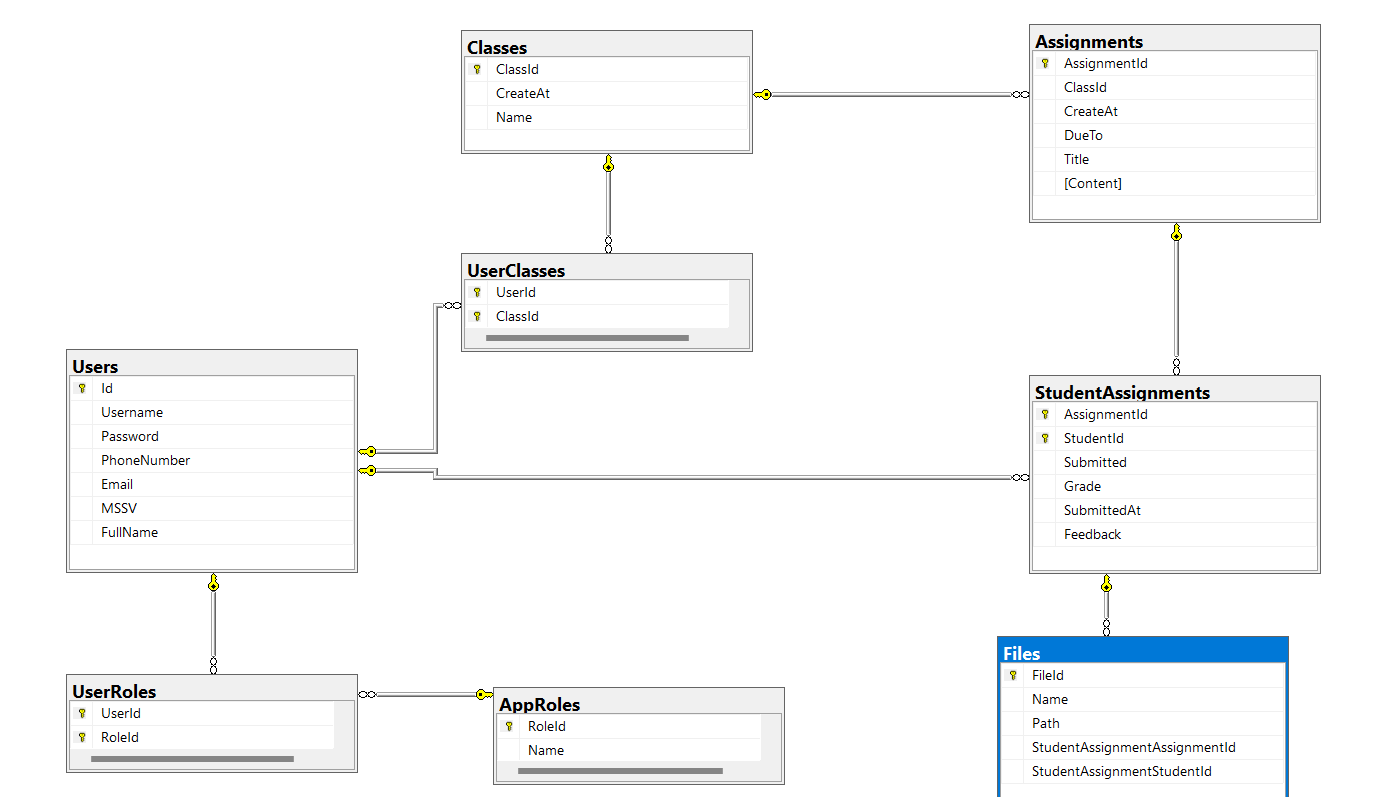 Classes
ClassId
CreateAt
Name
Assignments
AssignmentId
ClassId
CreateAt
DueTo
Title
[Content]
UserClasses
UserId
ClassId
Users
Id
Username
Password
PhoneNumber
Email
MSSV
FullName
StudentAssignments
AssignmentId
StudentId
Submitted
Grade
SubmittedAt
Feedback
UserRoles
UserId
RoleId
AppRoles
RoleId
Name
Files
FileId
Name
Path
StudentAssignmentAssignmentId
StudentAssignmentStudentId